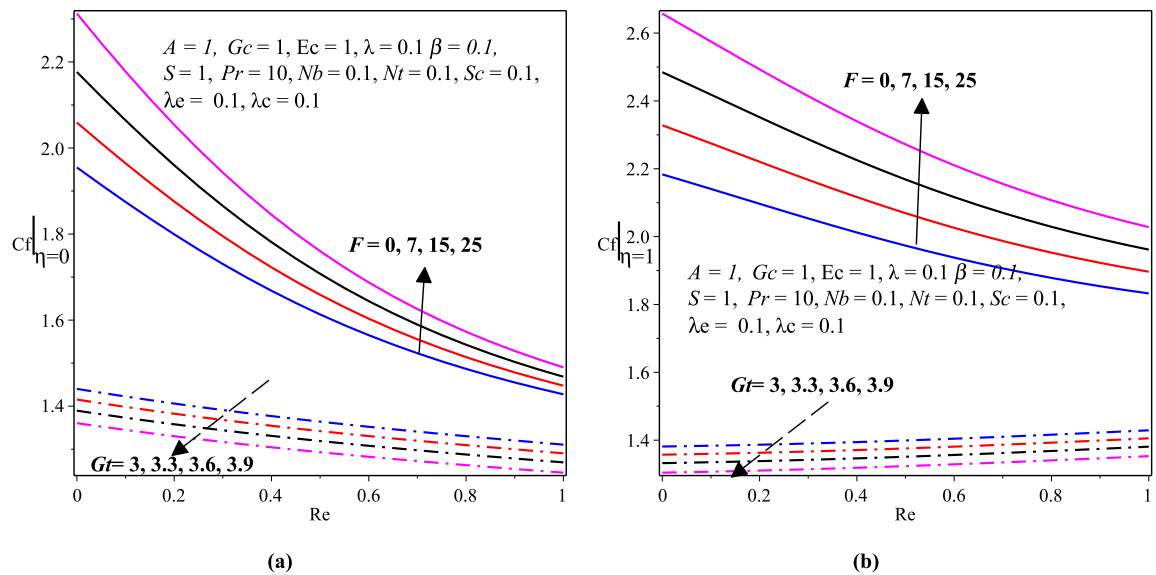 A = 1, Gc = 1, Ec = 1, λ = 0.1 β = 0.1,
S = 1, Pr = 10, Nb = 0.1, Nt = 0.1, Sc = 0.1,
λe = 0.1, λc = 0.1
2.2
2.0
1.8
1.6
1.4
Cf|η=0
F = 0, 7, 15, 25
Gt= 3, 3.3, 3.6, 3.9
0 0.2 0.4 0.6 0.8 1
Re
(a)
2.6
2.4
2.2
2.0
1.8
1.6
1.4
Cf|η=1
F = 0, 7, 15, 25
A = 1, Gc = 1, Ec = 1, λ = 0.1 β = 0.1,
S = 1, Pr = 10, Nb = 0.1, Nt = 0.1, Sc = 0.1,
λe = 0.1, λc = 0.1
Gt= 3, 3.3, 3.6, 3.9
0 0.2 0.4 0.6 0.8 1
Re
(b)